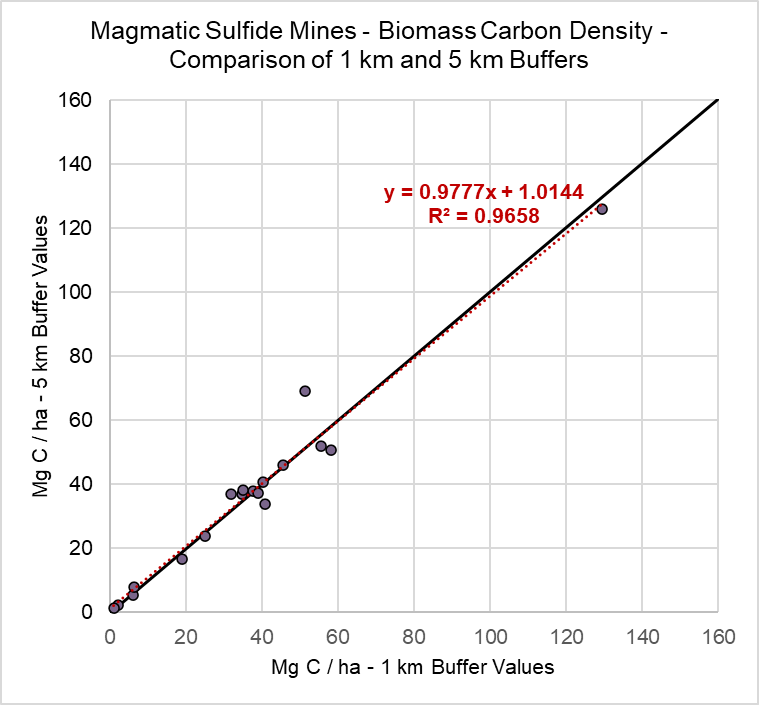 Magmatic Sulfide Mines - Biomass Carbon Density -
Comparison of 1 km and 5 km Buffers
160
140
120
100
80
60
40
20
0
Mg C / ha - 5 km Buffer Values
y = 0.9777x + 1.0144
R² = 0.9658
0 20 40 60 80 100 120 140 160
Mg C / ha - 1 km Buffer Values